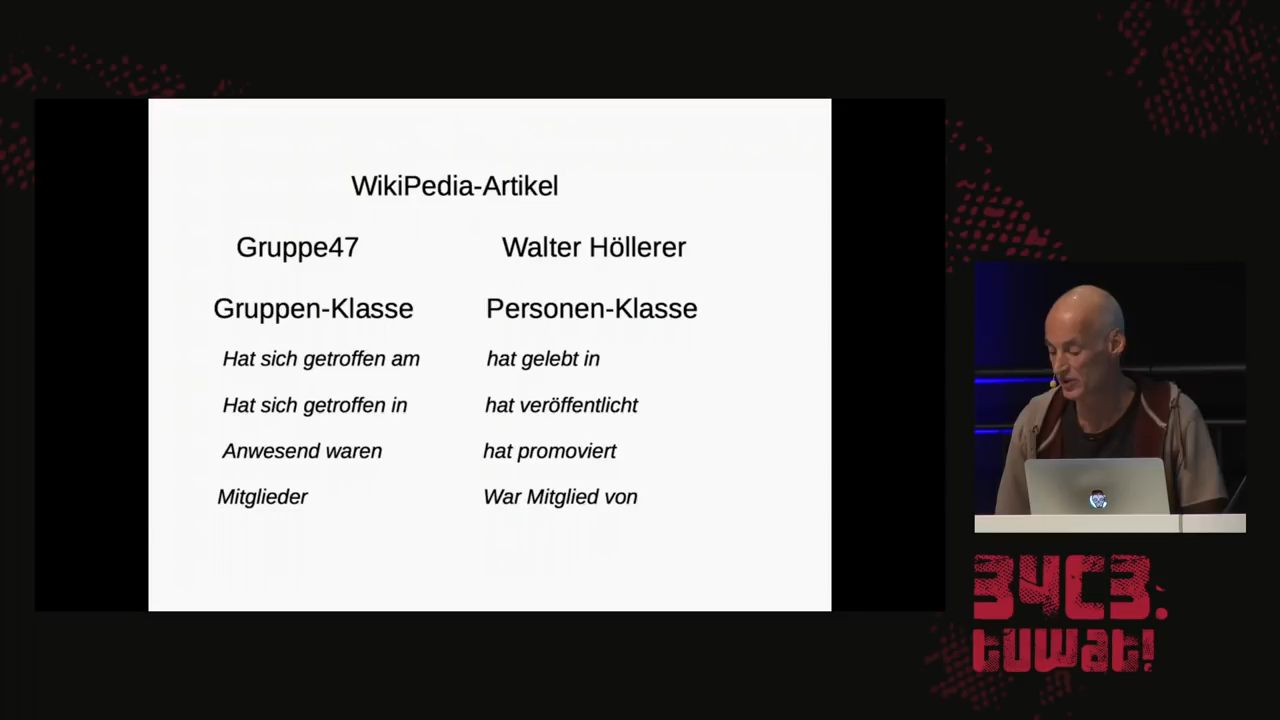 WikiPedia-Artikel
Gruppe47 Walter Höllerer
Gruppen-Klasse Personen-Klasse
Hat sich getroffen am hat gelebt in
Hat sich getroffen in hat veröffentlicht
Anwesend waren hat promoviert
Mitglieder War Mitglied von
34C3.
tuwat!